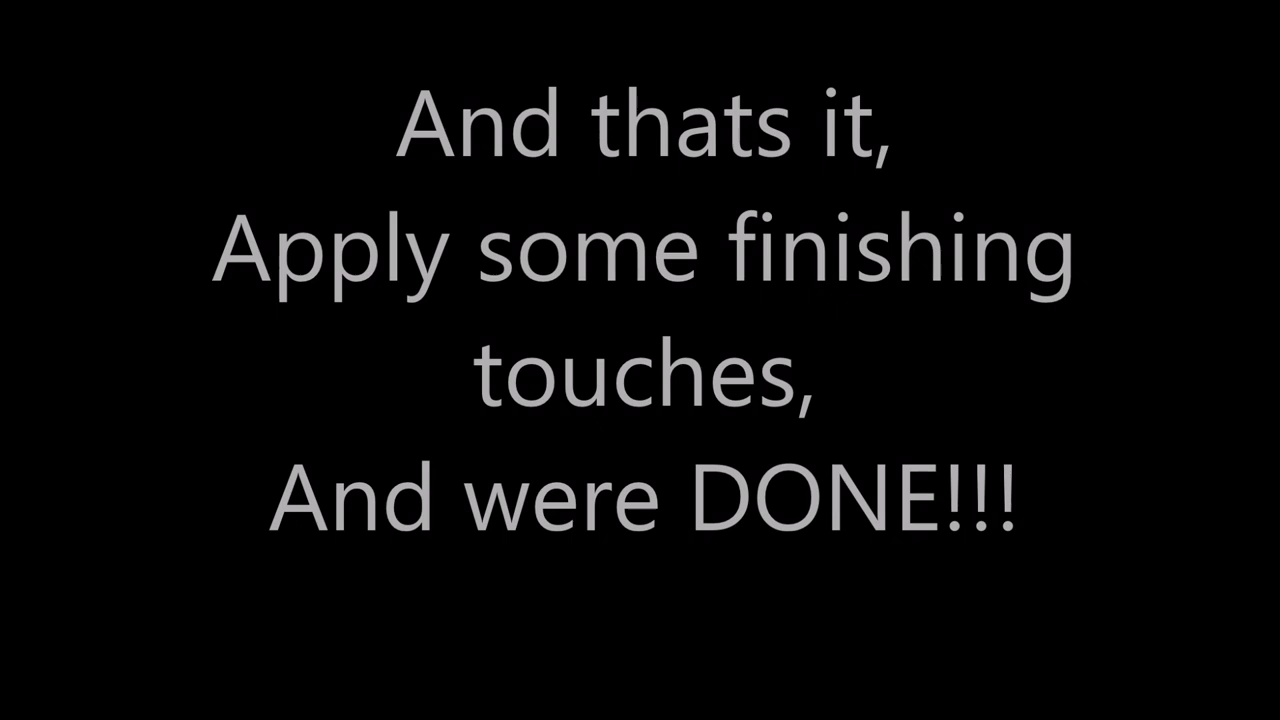 And thats it,
Apply some finishing
touches,
And were DONE!!!